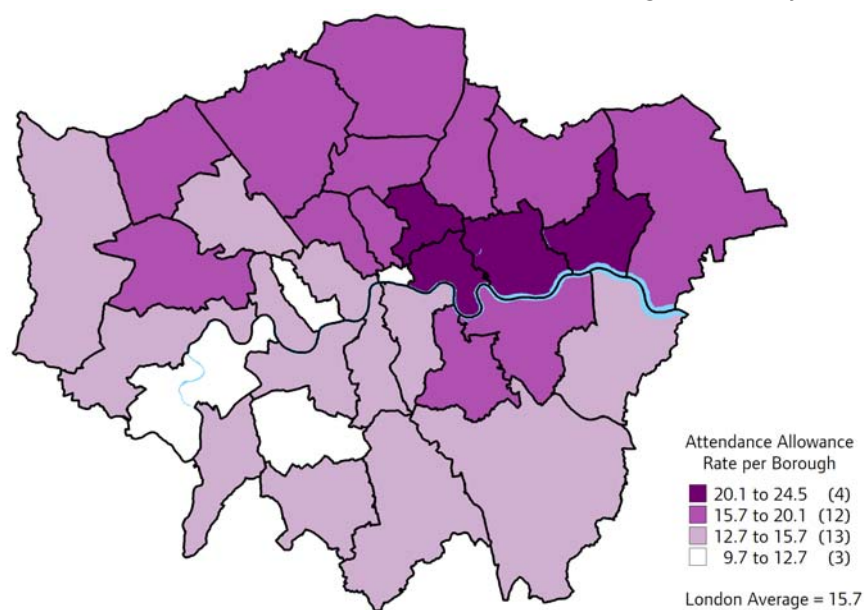 Attendance Allowance
Rate per Borough
20.1 to 24.5 (4)
15.7 to 20.1 (12)
12.7 to 15.7 (13)
9.7 to 12.7 (3)
London Average = 15.7